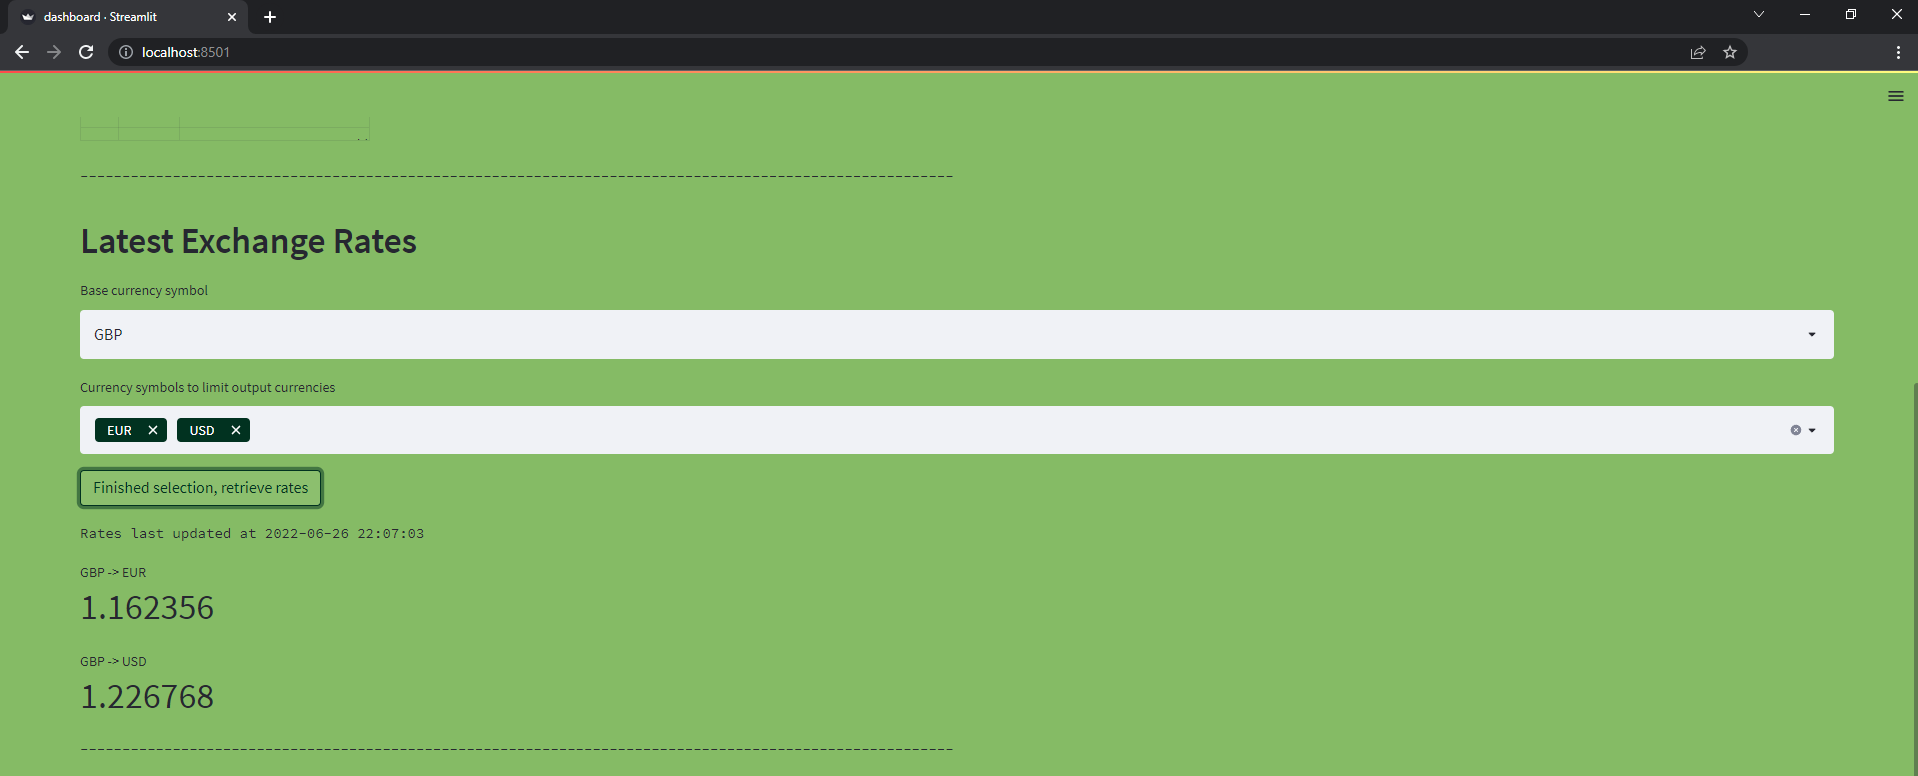 dashboard · Streamlit
localhost:8501
--------------------------------------------------------------------------------------------------------
Latest Exchange Rates
Base currency symbol
GBP
Currency symbols to limit output currencies
EUR USD
Finished selection, retrieve rates
Rates last updated at 2022-06-26 22:07:03
GBP -> EUR
1.162356
GBP -> USD
1.226768
--------------------------------------------------------------------------------------------------------